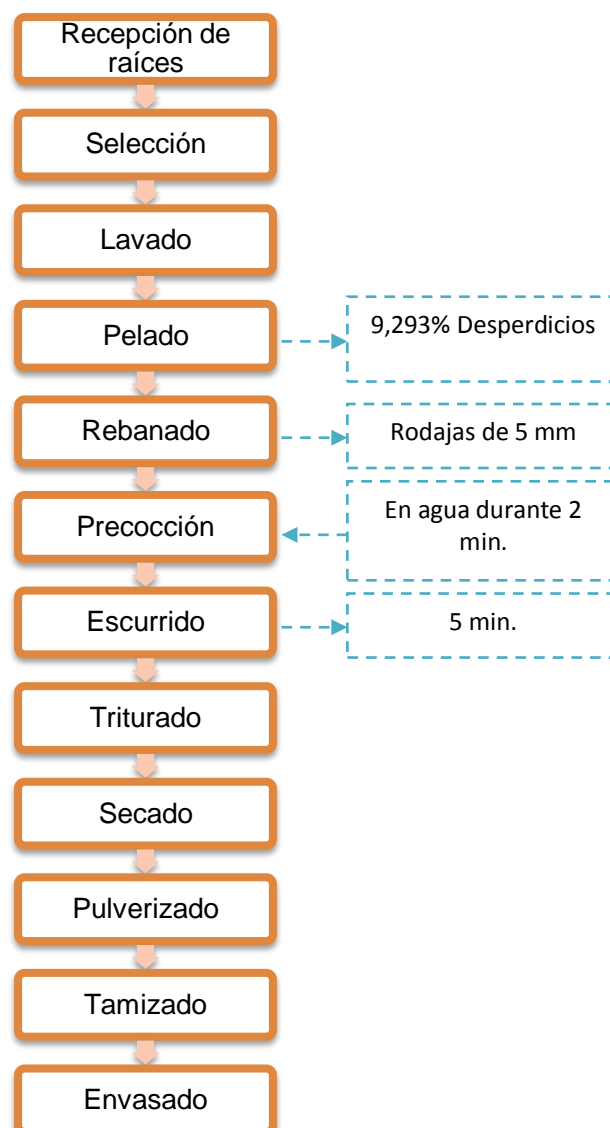 Recepción de
raíces
Selección
Lavado
Pelado
9,293% Desperdicios
Rebanado
Rodajas de 5 mm
Precocción
En agua durante 2
min.
Escurrido
5 min.
Triturado
Secado
Pulverizado
Tamizado
Envasado